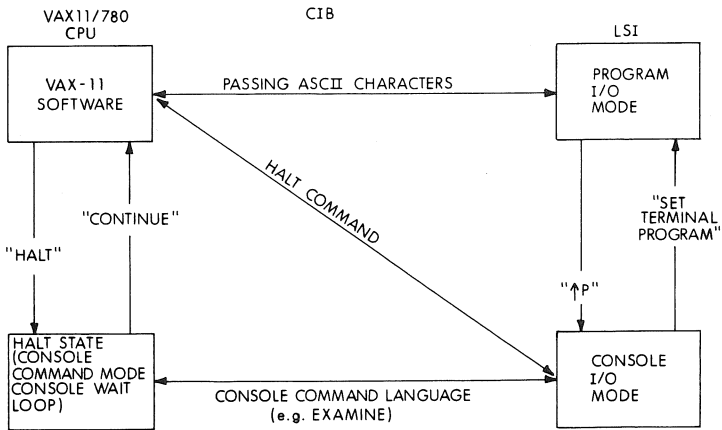 VAX11/780
CPU
CIB
LSI
VAX-11
SOFTWARE
PASSING ASCII CHARACTERS
PROGRAM
I/O
MODE
HALT COMMAND
"CONTINUE"
"HALT"
"SET
TERMINAL
PROGRAM"
"↑P"
HALT STATE
(CONSOLE
COMMAND MODE
CONSOLE WAIT
LOOP)
CONSOLE COMMAND LANGUAGE
(e.g. EXAMINE)
CONSOLE
I/O
MODE